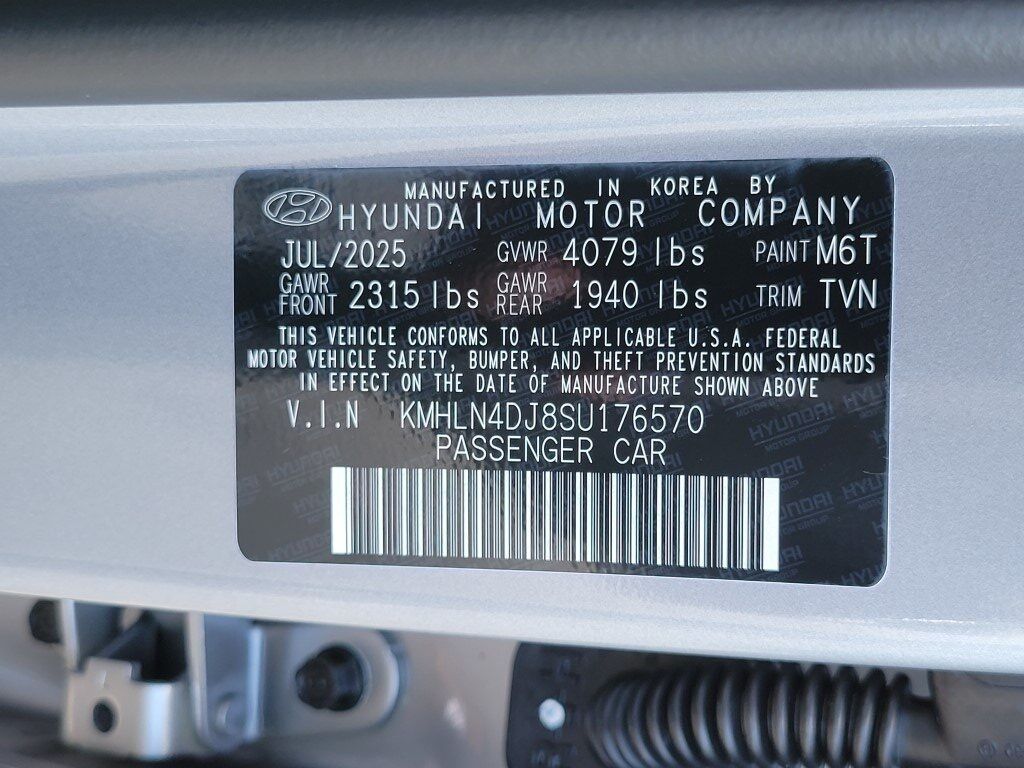 MANUFACTURED IN KOREA BY
HYUNDAI MOTOR COMPANY
JUL/2025 GVWR 4079 lbs PAINT M6T
GAWR FRONT 2315 lbs GAWR REAR 1940 lbs TRIM TVN
THIS VEHICLE CONFORMS TO ALL APPLICABLE U.S.A. FEDERAL
MOTOR VEHICLE SAFETY, BUMPER, AND THEFT PREVENTION STANDARDS
IN EFFECT ON THE DATE OF MANUFACTURE SHOWN ABOVE
V.I.N KMHLN4DJ8SU176570
PASSENGER CAR